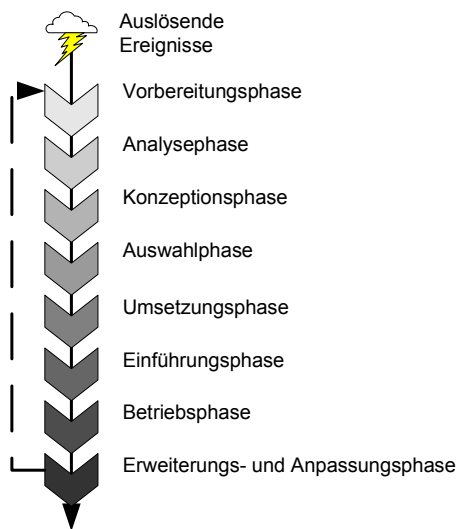 Auslösende
Ereignisse
Vorbereitungsphase
Analysephase
Konzeptionsphase
Auswahlphase
Umsetzungsphase
Einführungsphase
Betriebsphase
Erweiterungs- und Anpassungsphase